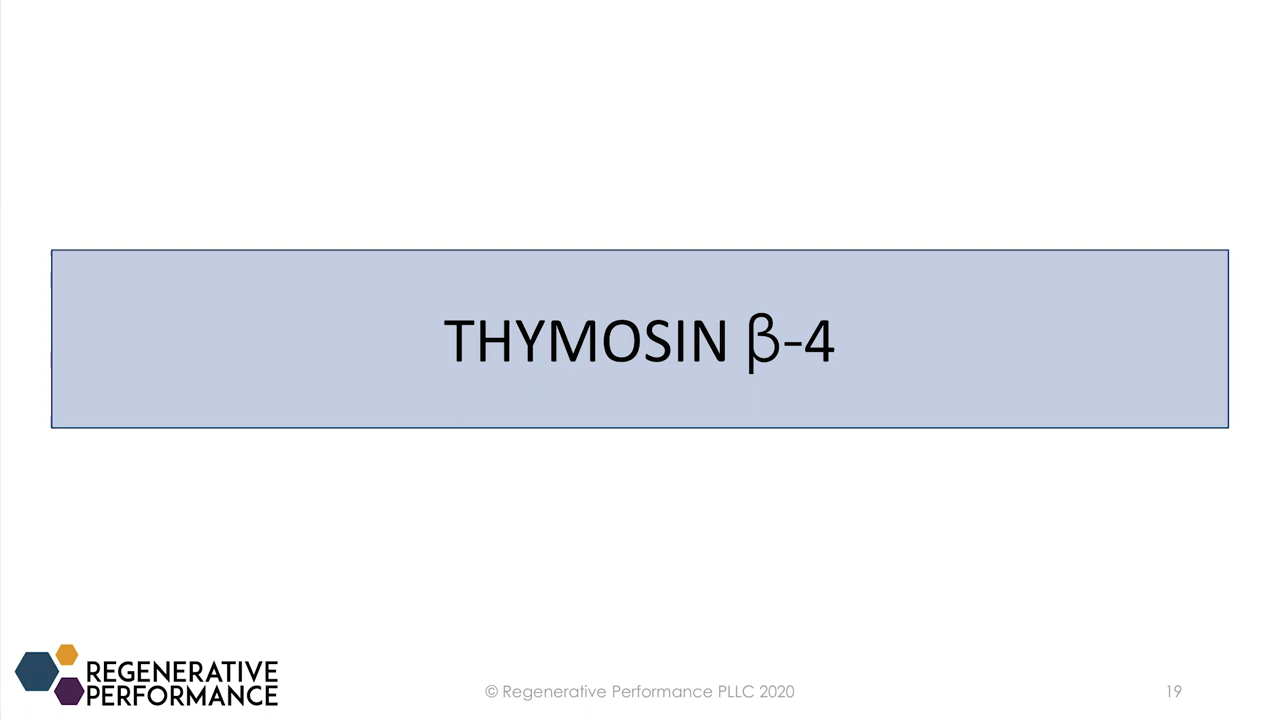 THYMOSIN β-4
REGENERATIVE
PERFORMANCE
© Regenerative Performance PLLC 2020
19